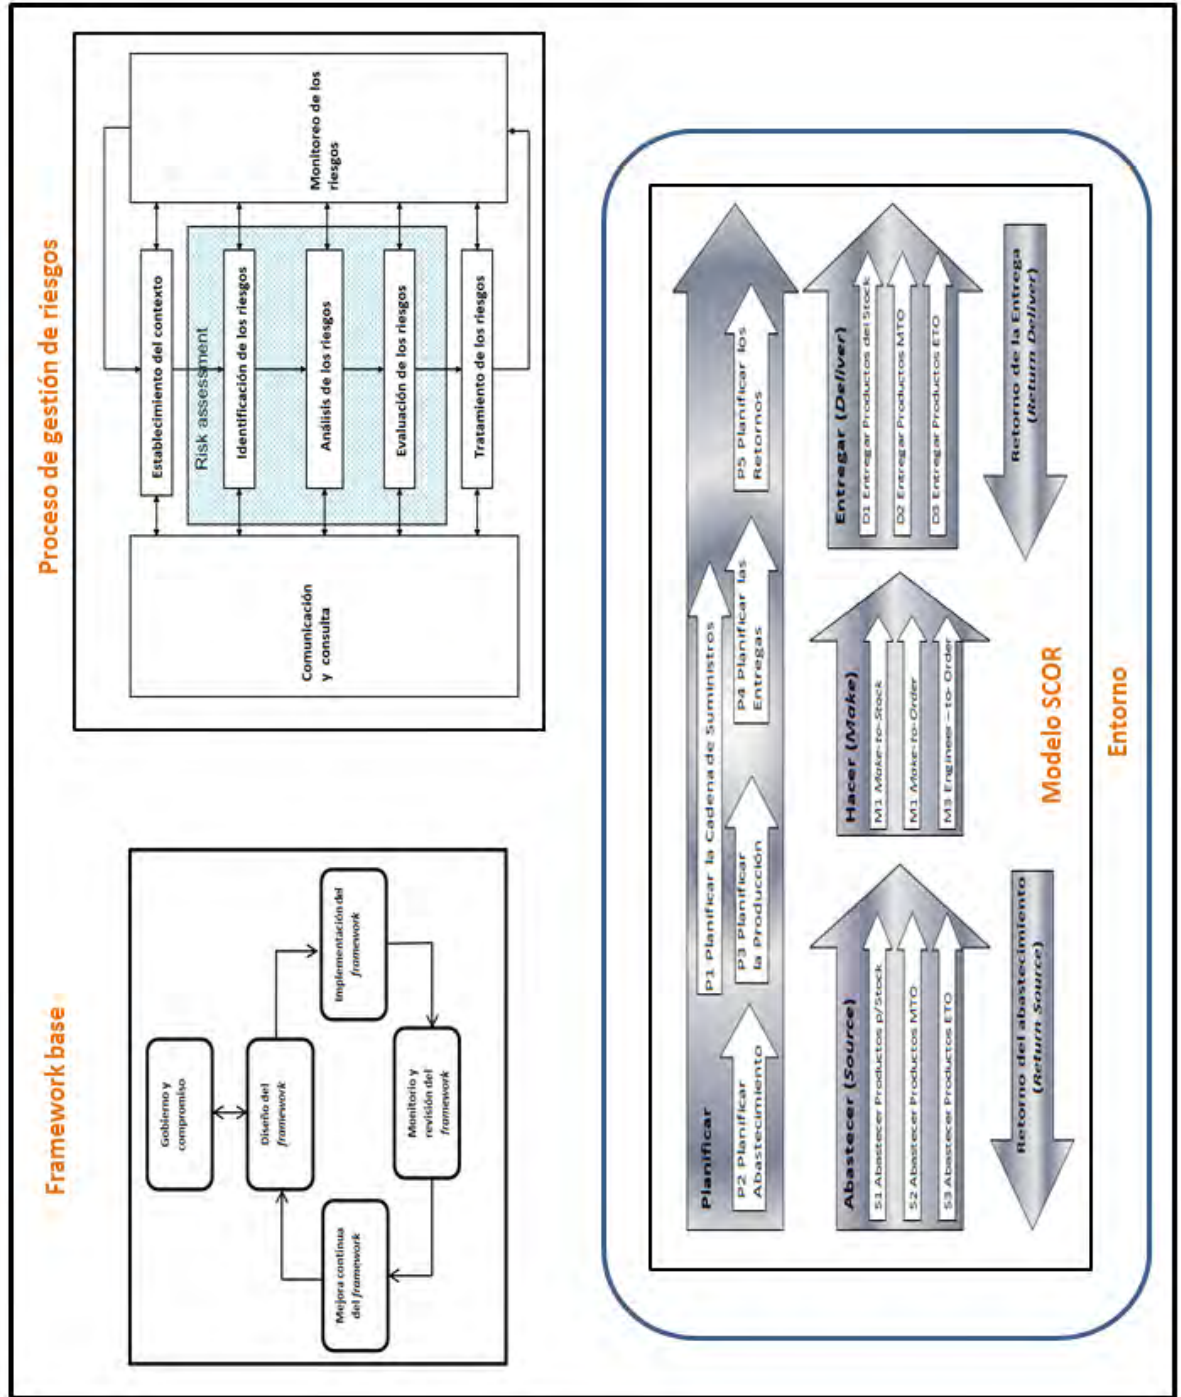 Framework base
Gobierno y
compromiso
Diseño del
framework
Implementación del
framework
Mejora continua
del framework
Monitorio y
revisión del
framework
Proceso de gestión de riesgos
Comunicación
y consulta
Establecimiento del contexto
Risk assessment
Identificación de los riesgos
Análisis de los riesgos
Evaluación de los riesgos
Tratamiento de los riesgos
Monitoreo de los
riesgos
Planificar
P1 Planificar la Cadena de Suministros
P2 Planificar
Abastecimiento
P3 Planificar
la Producción
P4 Planificar las
Entregas
P5 Planificar los
Retornos
Abastecer (Source)
S1 Abastecer Productos p/Stock
S2 Abastecer Productos MTO
S3 Abastecer Productos ETO
Hacer (Make)
M1 Make-to-Stock
M1 Make-to-Order
M3 Engineer – to- Order
Entregar (Deliver)
D1 Entregar Productos del Stock
D2 Entregar Productos MTO
D3 Entregar Productos ETO
Retorno del abastecimiento
(Return Source)
Retorno de la Entrega
(Return Deliver)
Modelo SCOR
Entorno